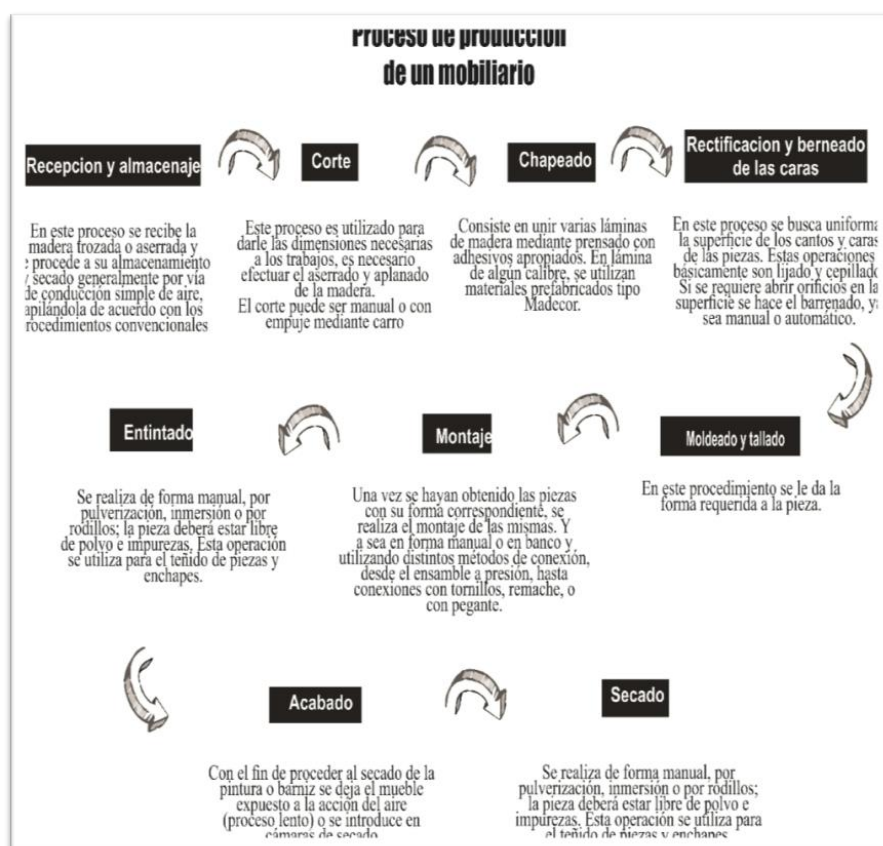 Proceso de produccion
de un mobiliario
Recepcion y almacenaje
En este proceso se recibe la
madera trozada o aserrada y
e procede a su almacenamiento
y secado generalmente por vía
de conducción simple de aire,
apilándola de acuerdo con los
rocedimientos convencionales
Corte
Este proceso es utilizado para
darle las dimensiones necesarias
a los trabajos, es necesario
efectuar el aserrado y aplanado
de la madera.
El corte puede ser manual o con
empuje mediante carro
Chapeado
Consiste en unir varias láminas
de madera mediante prensado con
adhesivos apropiados. En lámina
de algún calibre, se utilizan
materiales prefabricados tipo
Madecor.
Rectificacion y berneado
de las caras
En este proceso se busca uniforma
la superficie de los cantos y caras
de las piezas. Estas operaciones
básicamente son lijado y cepillado
Si se requiere abrir orificios en la
superficie se hace el barrenado, ya
sea manual o automático.
Moldeado y tallado
En este procedimiento se le da la
forma requerida a la pieza.
Montaje
Una vez se hayan obtenido las piezas
con su forma correspondiente, se
realiza el montaje de las mismas. Y
a sea en forma manual o en banco y
utilizando distintos métodos de conexión,
desde el ensamble a presión, hasta
conexiones con tornillos, remache, o
con pegante.
Entintado
Se realiza de forma manual, por
pulverización, inmersión o por
rodillos; la pieza deberá estar libre
de polvo e impurezas. Esta operación
se utiliza para el teñido de piezas y
enchapes.
Acabado
Con el fin de proceder al secado de la
pintura o barniz se deja el mueble
expuesto a la acción del aire
(proceso lento) o se introduce en
cámaras de secado
Secado
Se realiza de forma manual, por
pulverización, inmersión o por rodillos;
la pieza deberá estar libre de polvo e
impurezas. Esta operación se utiliza para
el teñido de piezas y enchapes